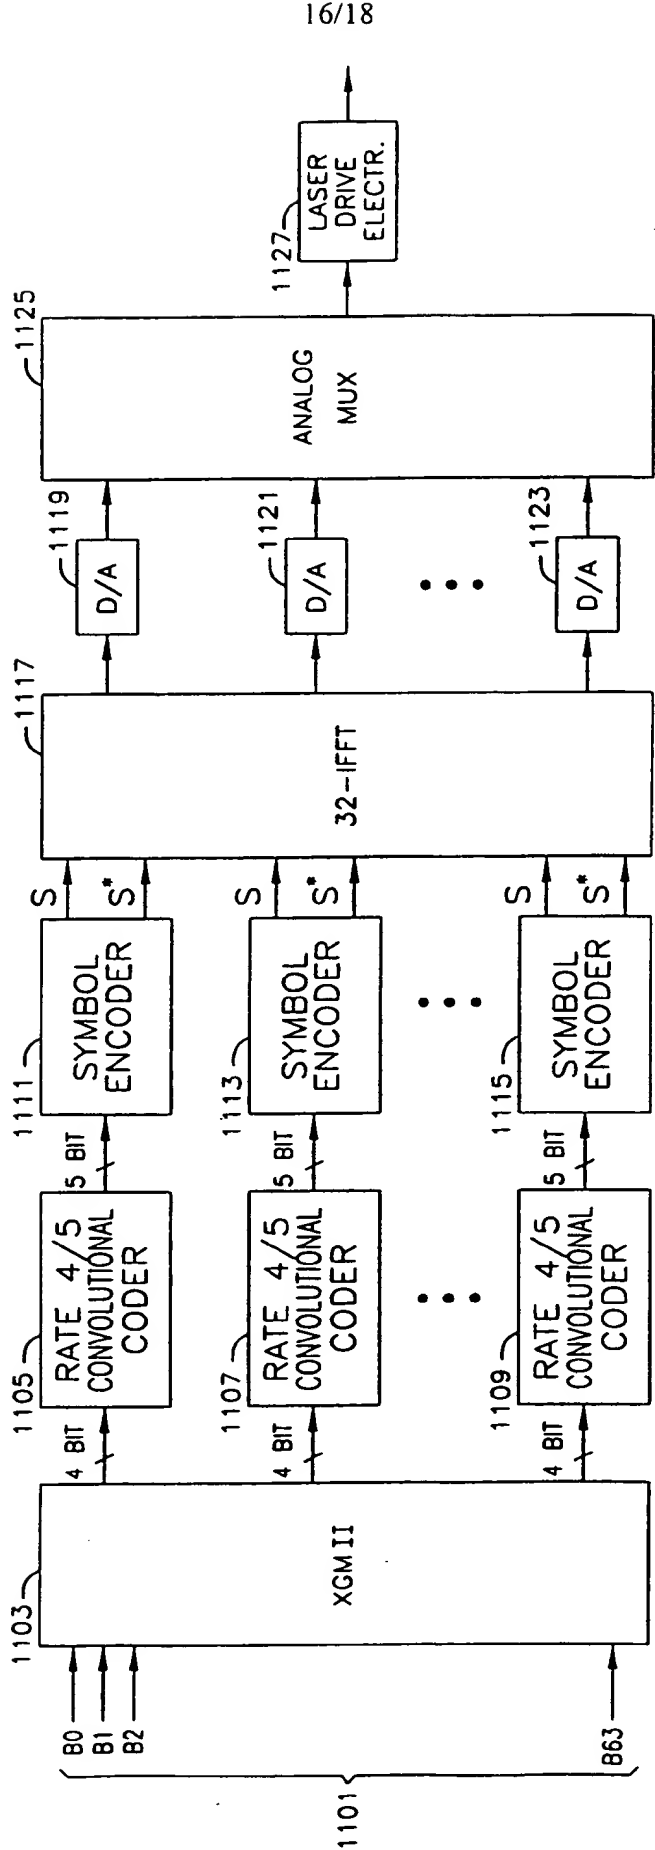 16/18
1101
B0
B1
B2
B63
1103
XGMII
4 BIT
4 BIT
4 BIT
1105
RATE 4/5
CONVOLUTIONAL
CODER
1107
RATE 4/5
CONVOLUTIONAL
CODER
1109
RATE 4/5
CONVOLUTIONAL
CODER
5 BIT
5 BIT
5 BIT
1111
SYMBOL
ENCODER
1113
SYMBOL
ENCODER
1115
SYMBOL
ENCODER
S
S*
S
S*
S
S*
1117
32-IFFT
1119
D/A
1121
D/A
1123
D/A
1125
ANALOG
MUX
1127
LASER
DRIVE
ELECTR.